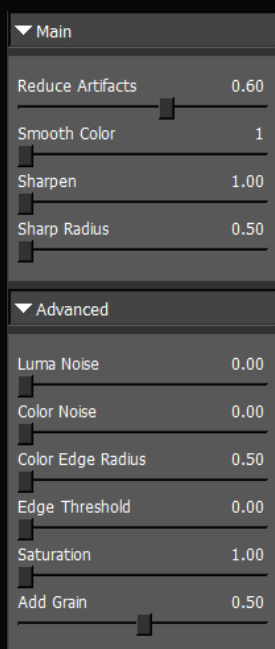 Main
Reduce Artifacts 0.60
Smooth Color 1
Sharpen 1.00
Sharp Radius 0.50
Advanced
Luma Noise 0.00
Color Noise 0.00
Color Edge Radius 0.50
Edge Threshold 0.00
Saturation 1.00
Add Grain 0.50